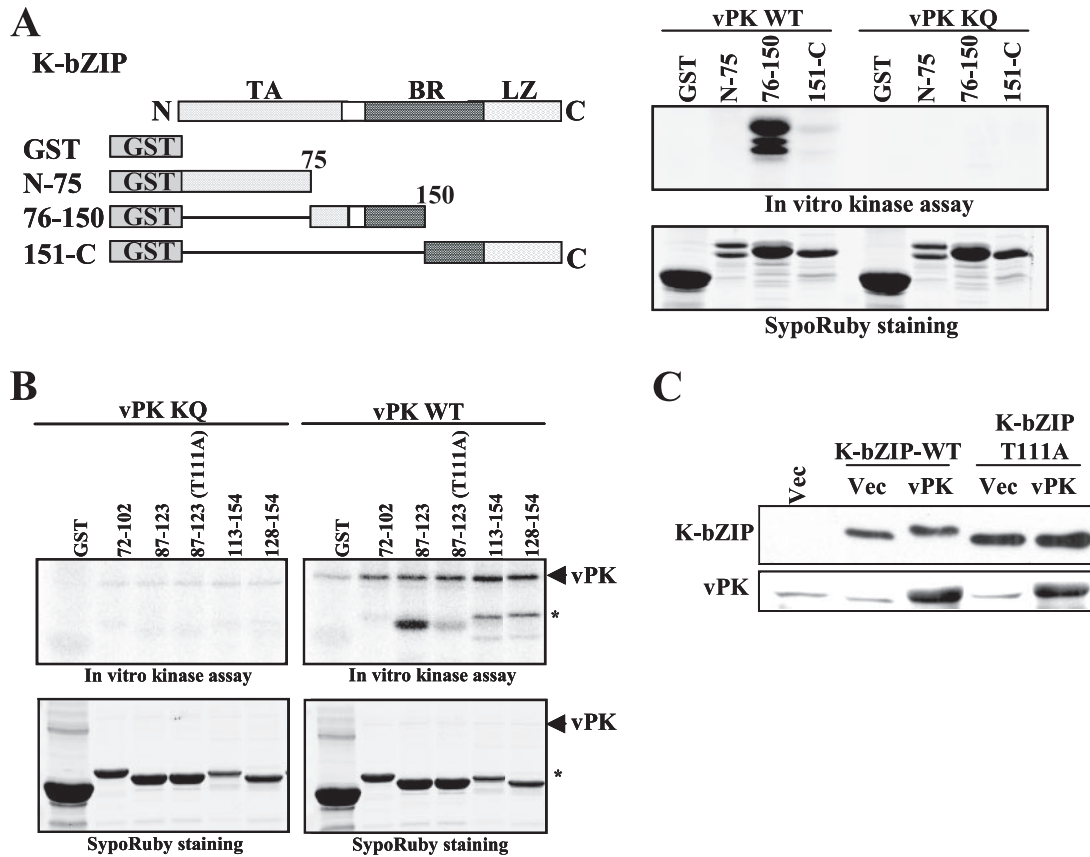 A
K-bZIP
N
TA
BR
LZ
C
GST
GST
N-75
GST
75
76-150
GST
150
151-C
GST
C
vPK WT
vPK KQ
GST
N-75
76-150
151-C
GST
N-75
76-150
151-C
In vitro kinase assay
SypoRuby staining
B
vPK KQ
vPK WT
GST
72-102
87-123
87-123 (T111A)
113-154
128-154
GST
72-102
87-123
87-123 (T111A)
113-154
128-154
vPK
*
In vitro kinase assay
In vitro kinase assay
vPK
*
SypoRuby staining
SypoRuby staining
C
Vec
K-bZIP-WT
K-bZIP
T111A
Vec
vPK
Vec
vPK
K-bZIP
vPK